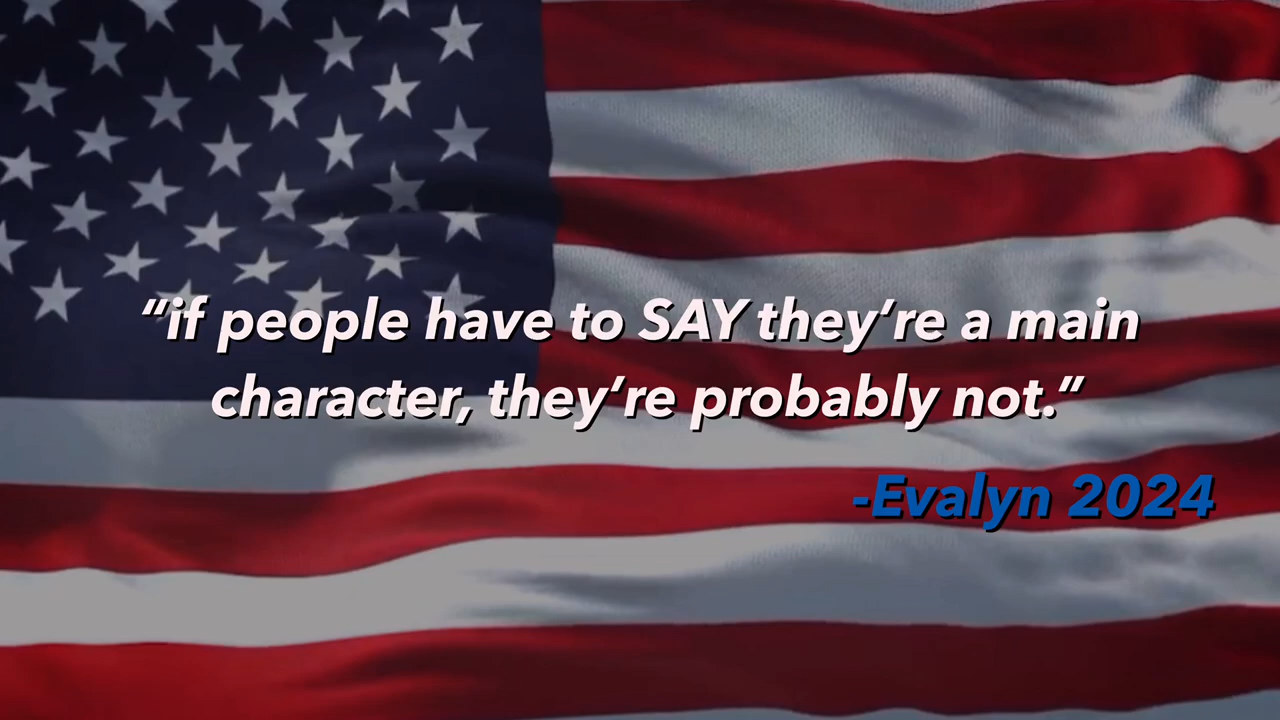 “if people have to SAY they’re a main
character, they’re probably not.”
-Evalyn 2024